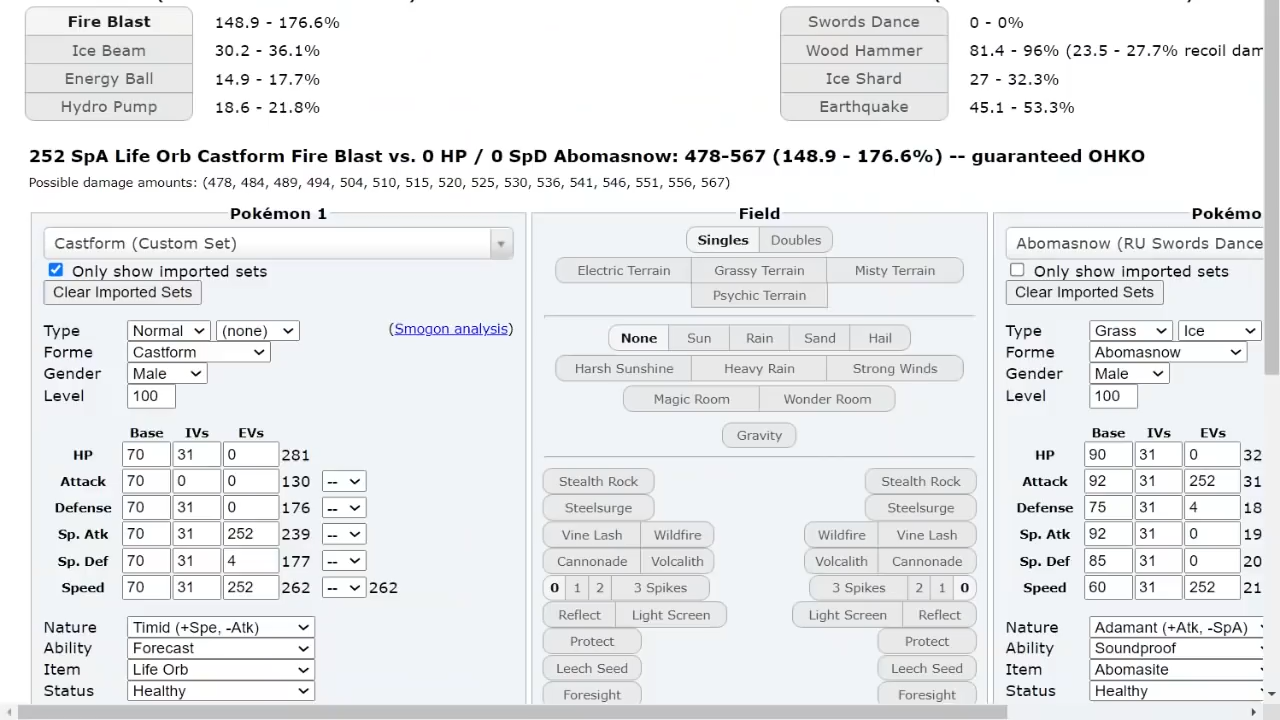 Fire Blast 148.9 - 176.6% Swords Dance 0 - 0%
Ice Beam 30.2 - 36.1% Wood Hammer 81.4 - 96% (23.5 - 27.7% recoil dam
Energy Ball 14.9 - 17.7% Ice Shard 27 - 32.3%
Hydro Pump 18.6 - 21.8% Earthquake 45.1 - 53.3%
252 SpA Life Orb Castform Fire Blast vs. 0 HP / 0 SpD Abomasnow: 478-567 (148.9 - 176.6%) -- guaranteed OHKO
Possible damage amounts: (478, 484, 489, 494, 504, 510, 515, 520, 525, 530, 536, 541, 546, 551, 556, 567)
Pokémon 1
Castform (Custom Set)
Only show imported sets
Clear Imported Sets
Type Normal (none) (Smogon analysis)
Forme Castform
Gender Male
Level 100
Base IVs EVs
HP 70 31 0 281
Attack 70 0 0 130 --
Defense 70 31 0 176 --
Sp. Atk 70 31 252 239 --
Sp. Def 70 31 4 177 --
Speed 70 31 252 262 -- 262
Nature Timid (+Spe, -Atk)
Ability Forecast
Item Life Orb
Status Healthy
Field
Singles Doubles
Electric Terrain Grassy Terrain Misty Terrain
Psychic Terrain
None Sun Rain Sand Hail
Harsh Sunshine Heavy Rain Strong Winds
Magic Room Wonder Room
Gravity
Stealth Rock Stealth Rock
Steelsurge Steelsurge
Vine Lash Wildfire Wildfire Vine Lash
Cannonade Volcalith Volcalith Cannonade
0 1 2 3 Spikes 3 Spikes 2 1 0
Reflect Light Screen Light Screen Reflect
Protect Protect
Leech Seed Leech Seed
Foresight Foresight
Pokémo
Abomasnow (RU Swords Dance
Only show imported sets
Clear Imported Sets
Type Grass Ice
Forme Abomasnow
Gender Male
Level 100
Base IVs EVs
HP 90 31 0 32
Attack 92 31 252 31
Defense 75 31 4 18
Sp. Atk 92 31 0 19
Sp. Def 85 31 0 20
Speed 60 31 252 21
Nature Adamant (+Atk, -SpA)
Ability Soundproof
Item Abomasite
Status Healthy